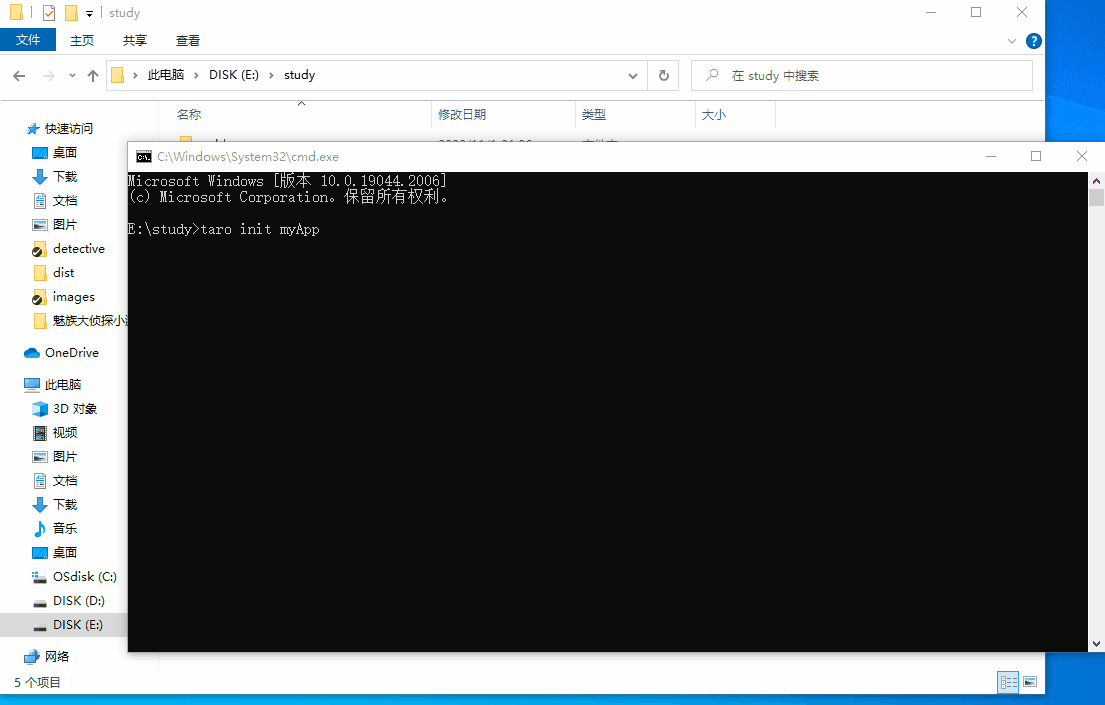 study
文件 主页 共享 查看
此电脑 DISK (E:) study
在 study 中搜索
名称 修改日期 类型 大小
快速访问
桌面
下载
文档
图片
detective
dist
images
魅族大侦探小
OneDrive
此电脑
3D 对象
视频
图片
文档
下载
音乐
桌面
OSdisk (C:)
DISK (D:)
DISK (E:)
网络
5 个项目
C:\Windows\System32\cmd.exe
Microsoft Windows [版本 10.0.19044.2006]
(c) Microsoft Corporation。保留所有权利。
E:\study>taro init myApp